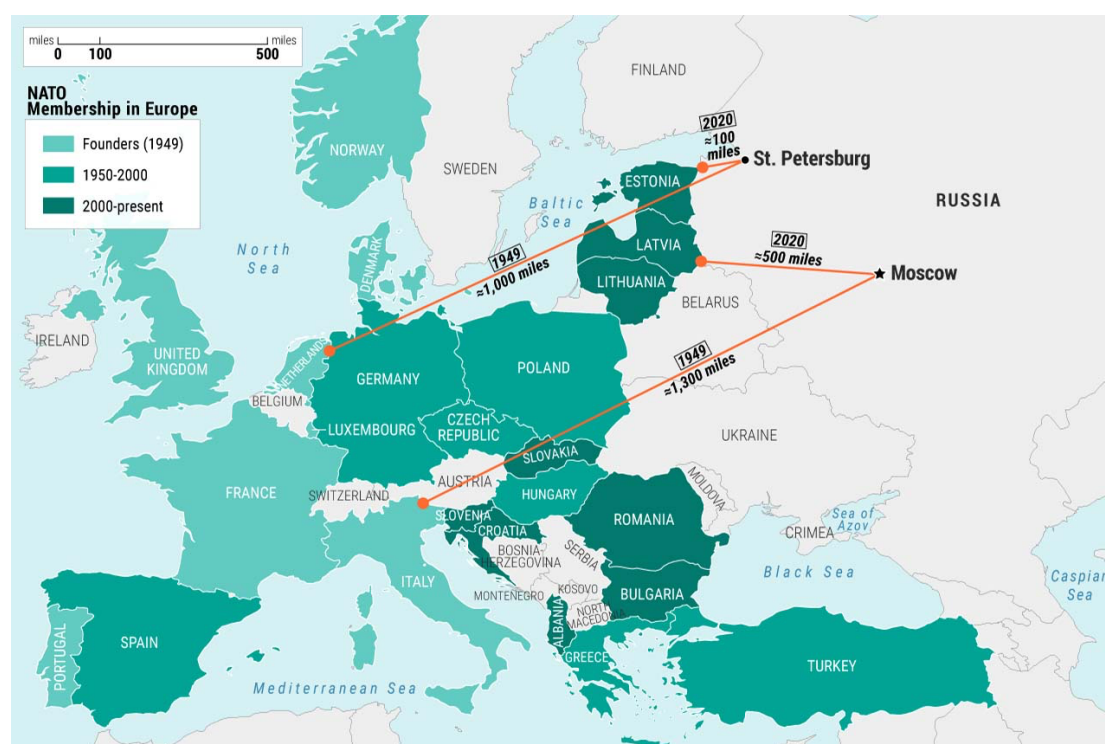 miles miles
0 100 500
NATO
Membership in Europe
Founders (1949)
1950-2000
2000-present
FINLAND
NORWAY
SWEDEN
2020
≈100
miles
St. Petersburg
ESTONIA
RUSSIA
Baltic
Sea
North
Sea
DENMARK
LATVIA
2020
≈500 miles
Moscow
1949
≈1,000 miles
LITHUANIA
BELARUS
IRELAND
UNITED
KINGDOM
NETHERLANDS
1949
≈1,300 miles
GERMANY
POLAND
BELGIUM
LUXEMBOURG
CZECH
REPUBLIC
UKRAINE
SLOVAKIA
FRANCE
SWITZERLAND
AUSTRIA
HUNGARY
MOLDOVA
SLOVENIA
CROATIA
ROMANIA
Sea of
Azov
CRIMEA
BOSNIA-
HERZEGOVINA
SERBIA
ITALY
Black Sea
Caspian
Sea
MONTENEGRO
KOSOVO
BULGARIA
NORTH
MACEDONIA
ALBANIA
PORTUGAL
SPAIN
GREECE
TURKEY
Mediterranean Sea